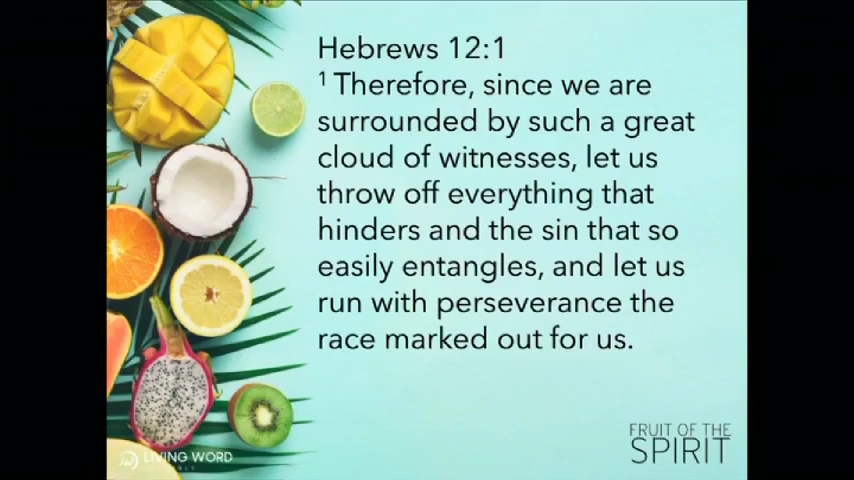 Hebrews 12:1
1 Therefore, since we are
surrounded by such a great
cloud of witnesses, let us
throw off everything that
hinders and the sin that so
easily entangles, and let us
run with perseverance the
race marked out for us.
FRUIT OF THE
SPIRIT
LIVING WORD